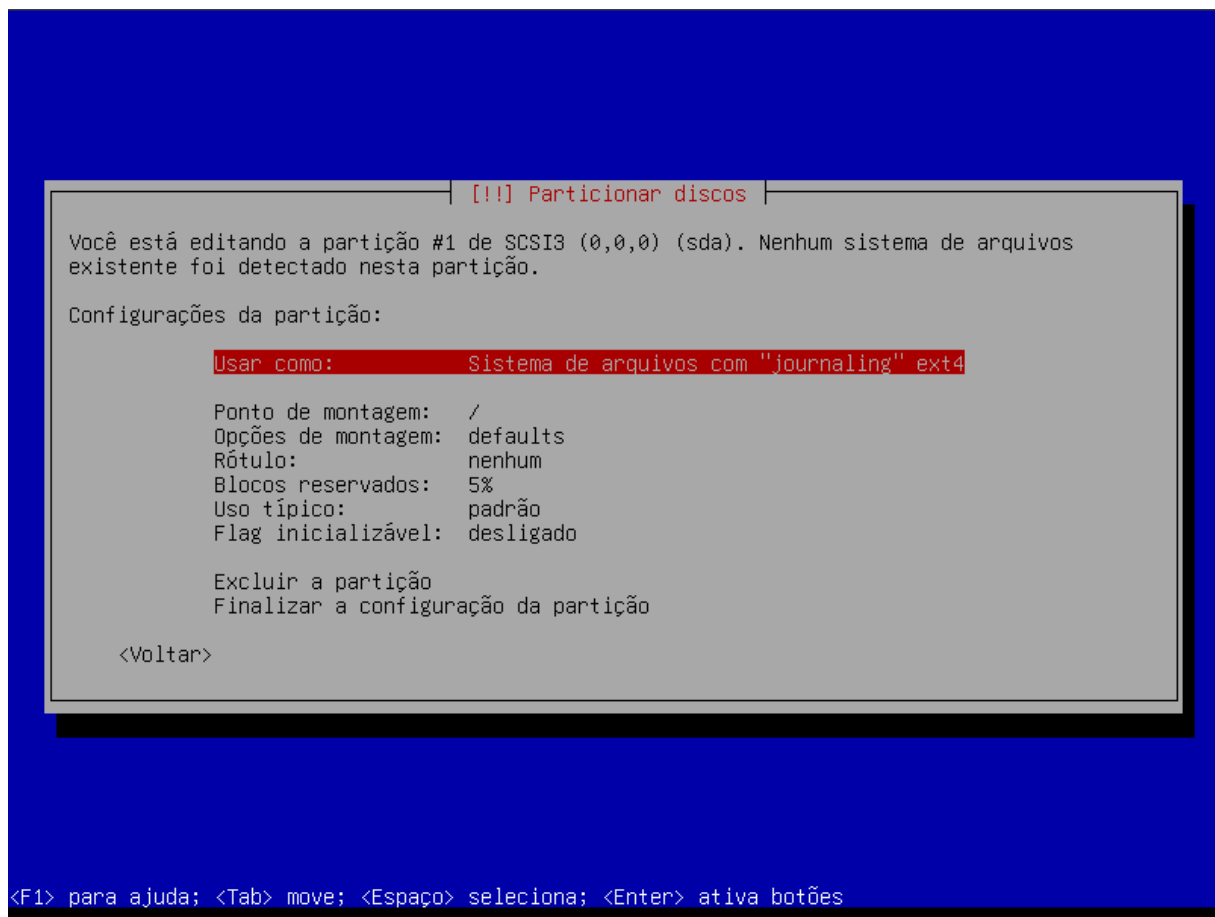 [!!] Particionar discos
Você está editando a partição #1 de SCSI3 (0,0,0) (sda). Nenhum sistema de arquivos
existente foi detectado nesta partição.
Configurações da partição:
Usar como: Sistema de arquivos com "journaling" ext4
Ponto de montagem: /
Opções de montagem: defaults
Rótulo: nenhum
Blocos reservados: 5%
Uso típico: padrão
Flag inicializável: desligado
Excluir a partição
Finalizar a configuração da partição
<Voltar>
<F1> para ajuda; <Tab> move; <Espaço> seleciona; <Enter> ativa botões